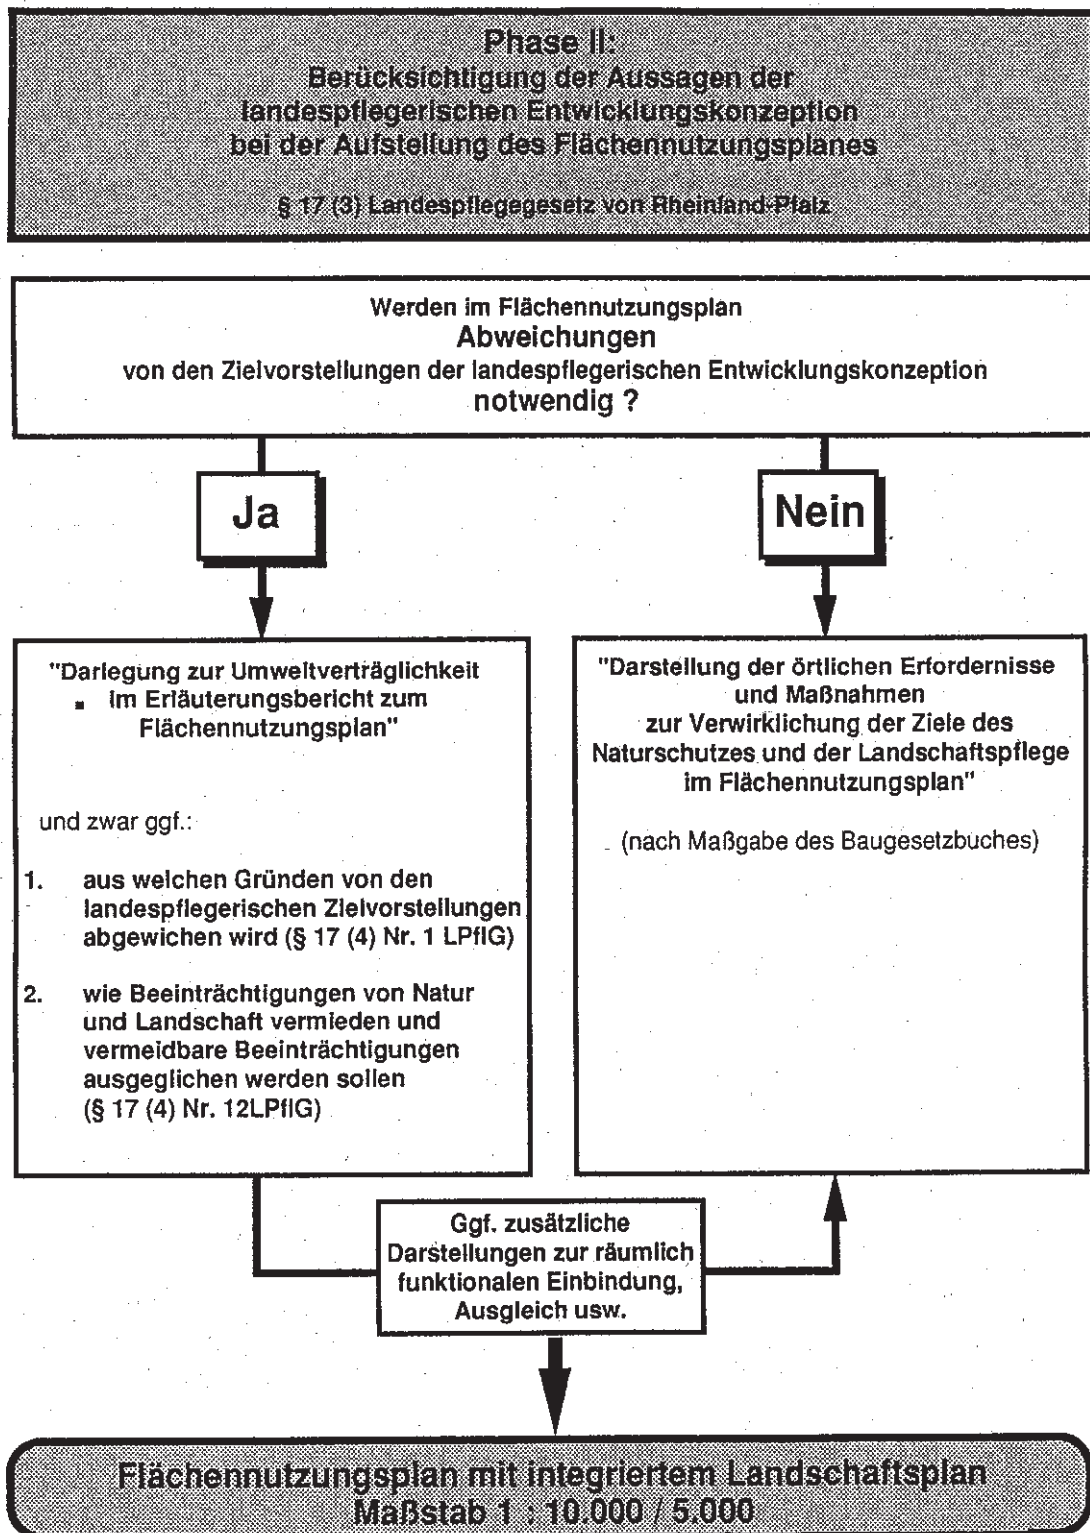 Phase II:
Berücksichtigung der Aussagen der
landespflegerischen Entwicklungskonzeption
bei der Aufstellung des Flächennutzungsplanes
§ 17 (3) Landespflegegesetz von Rheinland-Pfalz
Werden im Flächennutzungsplan
Abweichungen
von den Zielvorstellungen der landespflegerischen Entwicklungskonzeption
notwendig ?
Ja
Nein
"Darlegung zur Umweltverträglichkeit
im Erläuterungsbericht zum
Flächennutzungsplan"
und zwar ggf.:
1. aus welchen Gründen von den
landespflegerischen Zielvorstellungen
abgewichen wird (§ 17 (4) Nr. 1 LPflG)
2. wie Beeinträchtigungen von Natur
und Landschaft vermieden und
vermeidbare Beeinträchtigungen
ausgeglichen werden sollen
(§ 17 (4) Nr. 12LPflG)
"Darstellung der örtlichen Erfordernisse
und Maßnahmen
zur Verwirklichung der Ziele des
Naturschutzes und der Landschaftspflege
im Flächennutzungsplan"
(nach Maßgabe des Baugesetzbuches)
Ggf. zusätzliche
Darstellungen zur räumlich
funktionalen Einbindung,
Ausgleich usw.
Flächennutzungsplan mit integriertem Landschaftsplan
Maßstab 1 : 10.000 / 5.000